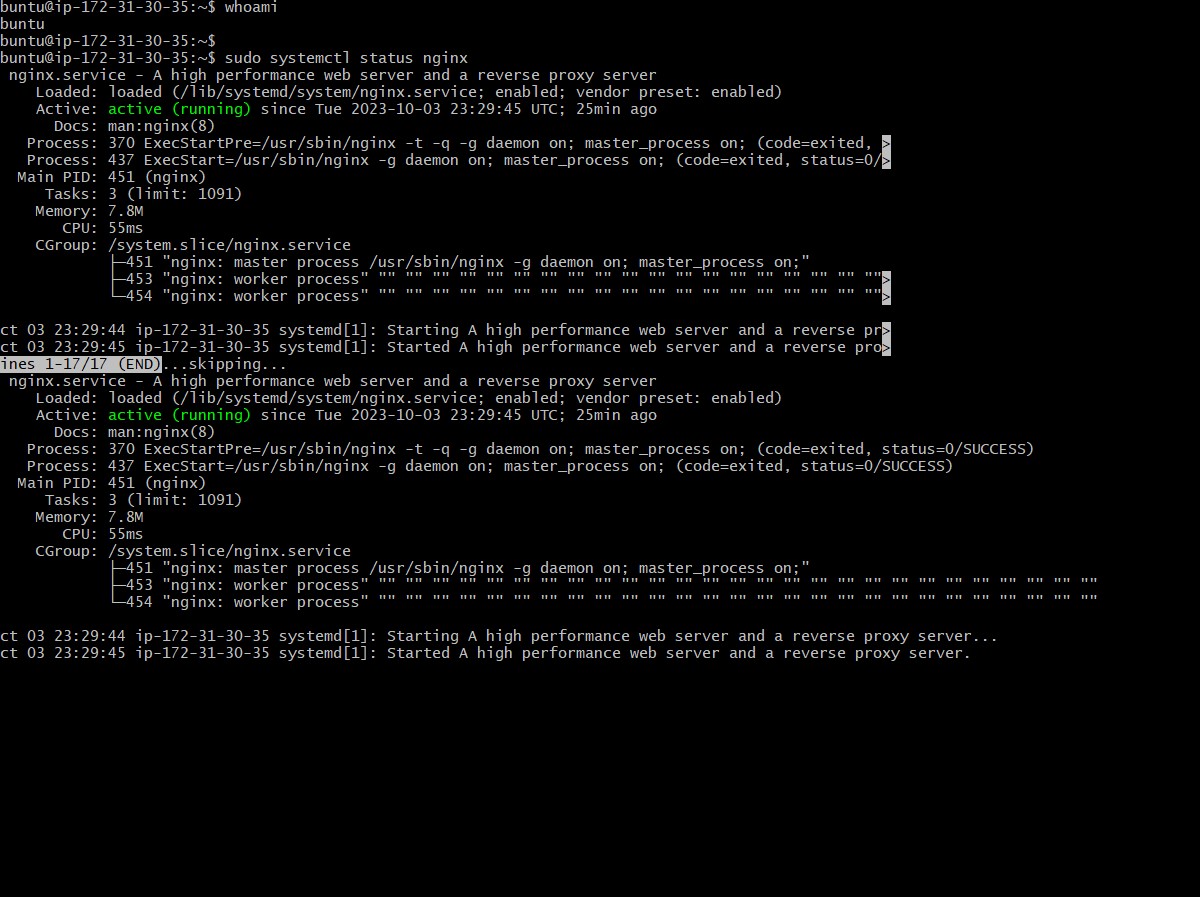 buntu@ip-172-31-30-35:~$ whoami
buntu
buntu@ip-172-31-30-35:~$
buntu@ip-172-31-30-35:~$ sudo systemctl status nginx
nginx.service - A high performance web server and a reverse proxy server
Loaded: loaded (/lib/systemd/system/nginx.service; enabled; vendor preset: enabled)
Active: active (running) since Tue 2023-10-03 23:29:45 UTC; 25min ago
Docs: man:nginx(8)
Process: 370 ExecStartPre=/usr/sbin/nginx -t -q -g daemon on; master_process on; (code=exited, >
Process: 437 ExecStart=/usr/sbin/nginx -g daemon on; master_process on; (code=exited, status=0/>
Main PID: 451 (nginx)
Tasks: 3 (limit: 1091)
Memory: 7.8M
CPU: 55ms
CGroup: /system.slice/nginx.service
├─451 "nginx: master process /usr/sbin/nginx -g daemon on; master_process on;"
├─453 "nginx: worker process" "" "" "" "" "" "" "" "" "" "" "" "" "" "" "" "" "" "" "">
└─454 "nginx: worker process" "" "" "" "" "" "" "" "" "" "" "" "" "" "" "" "" "" "" "">
ct 03 23:29:44 ip-172-31-30-35 systemd[1]: Starting A high performance web server and a reverse pr>
ct 03 23:29:45 ip-172-31-30-35 systemd[1]: Started A high performance web server and a reverse pro>
ines 1-17/17 (END)...skipping...
nginx.service - A high performance web server and a reverse proxy server
Loaded: loaded (/lib/systemd/system/nginx.service; enabled; vendor preset: enabled)
Active: active (running) since Tue 2023-10-03 23:29:45 UTC; 25min ago
Docs: man:nginx(8)
Process: 370 ExecStartPre=/usr/sbin/nginx -t -q -g daemon on; master_process on; (code=exited, status=0/SUCCESS)
Process: 437 ExecStart=/usr/sbin/nginx -g daemon on; master_process on; (code=exited, status=0/SUCCESS)
Main PID: 451 (nginx)
Tasks: 3 (limit: 1091)
Memory: 7.8M
CPU: 55ms
CGroup: /system.slice/nginx.service
├─451 "nginx: master process /usr/sbin/nginx -g daemon on; master_process on;"
├─453 "nginx: worker process" "" "" "" "" "" "" "" "" "" "" "" "" "" "" "" "" "" "" "" "" "" "" "" "" "" "" ""
└─454 "nginx: worker process" "" "" "" "" "" "" "" "" "" "" "" "" "" "" "" "" "" "" "" "" "" "" "" "" "" "" ""
ct 03 23:29:44 ip-172-31-30-35 systemd[1]: Starting A high performance web server and a reverse proxy server...
ct 03 23:29:45 ip-172-31-30-35 systemd[1]: Started A high performance web server and a reverse proxy server.